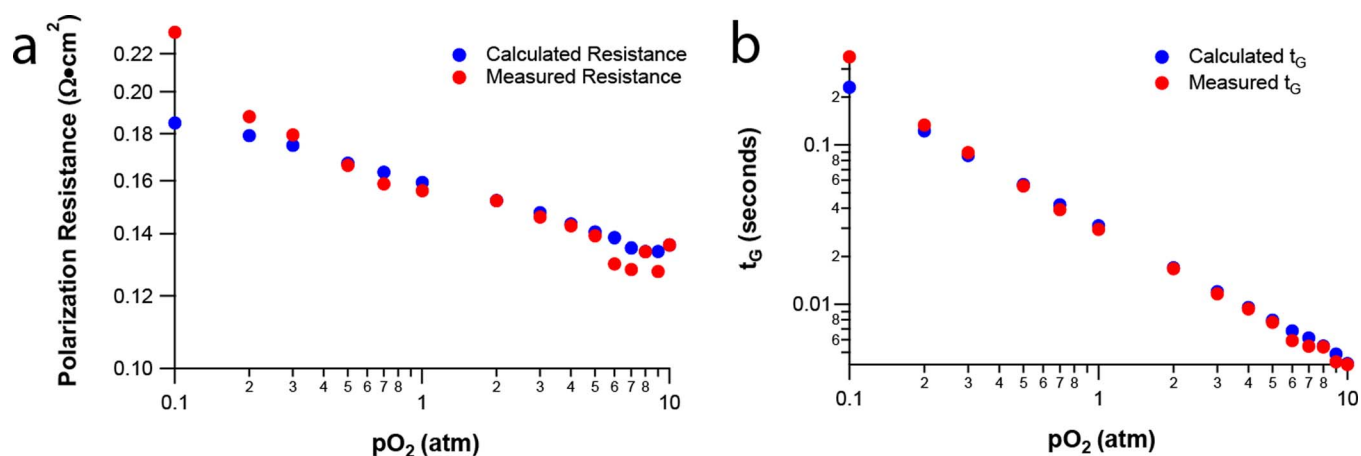 a
Polarization Resistance (Ω•cm²)
0.22
0.20
0.18
0.16
0.14
0.12
0.10
Calculated Resistance
Measured Resistance
2 3 5 6 7 8 2 3 4 5 6 7 8
0.1 1 10
pO₂ (atm)
b
t_G (seconds)
2
0.1
8
6
4
2
0.01
8
6
Calculated t_G
Measured t_G
2 3 5 6 7 8 2 3 4 5 6 7 8
0.1 1 10
pO₂ (atm)